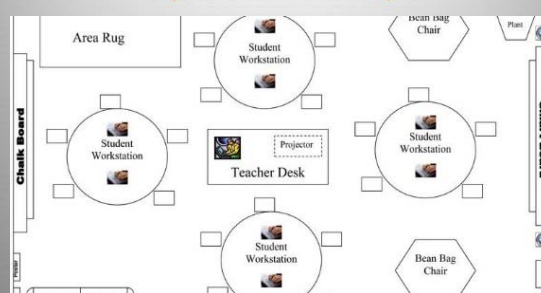 Bean Bag
Chair
Plant
Area Rug
Student
Workstation
Chalk Board
Student
Workstation
Projector
Teacher Desk
Student
Workstation
Student
Workstation
Bean Bag
Chair
Poster